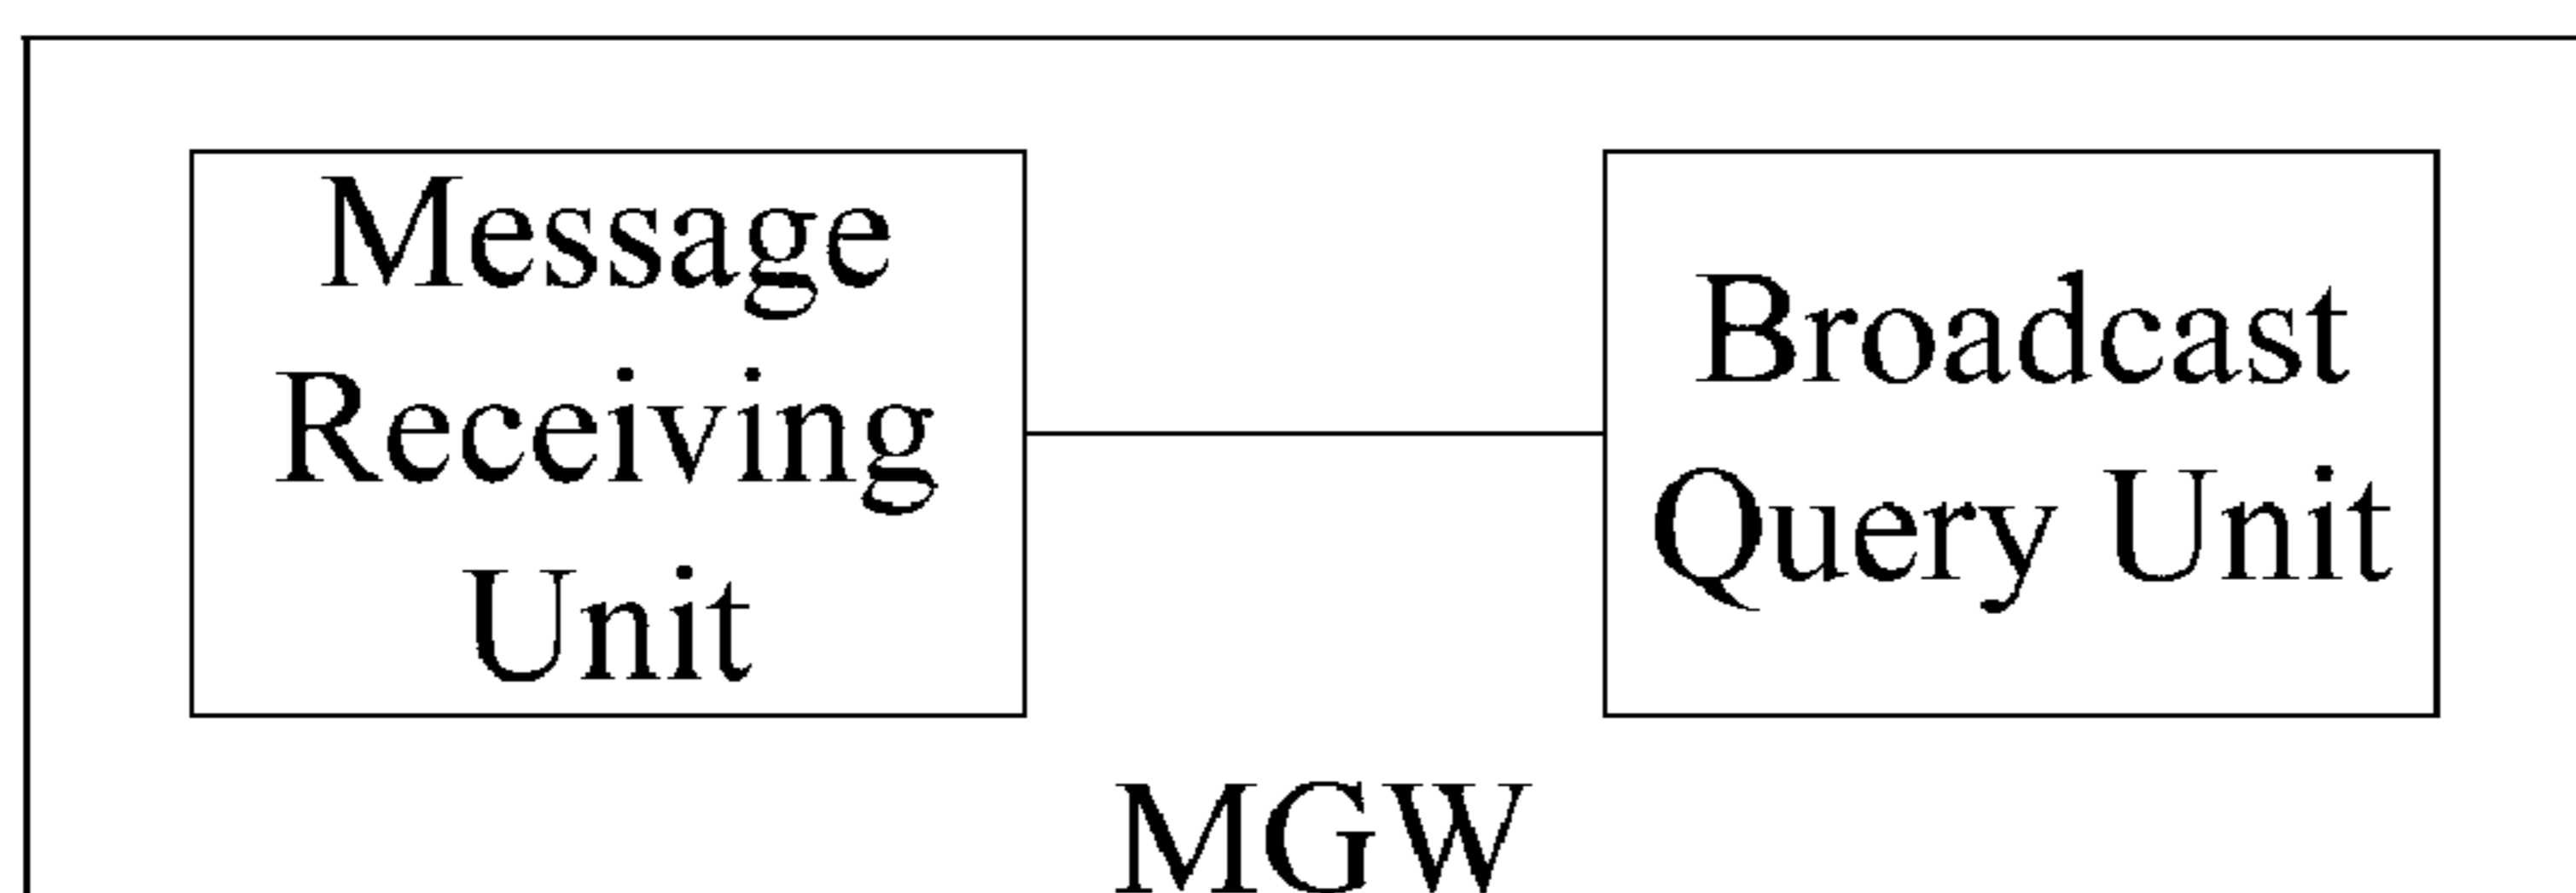 Message
Receiving
Unit
Broadcast
Query Unit
MGW